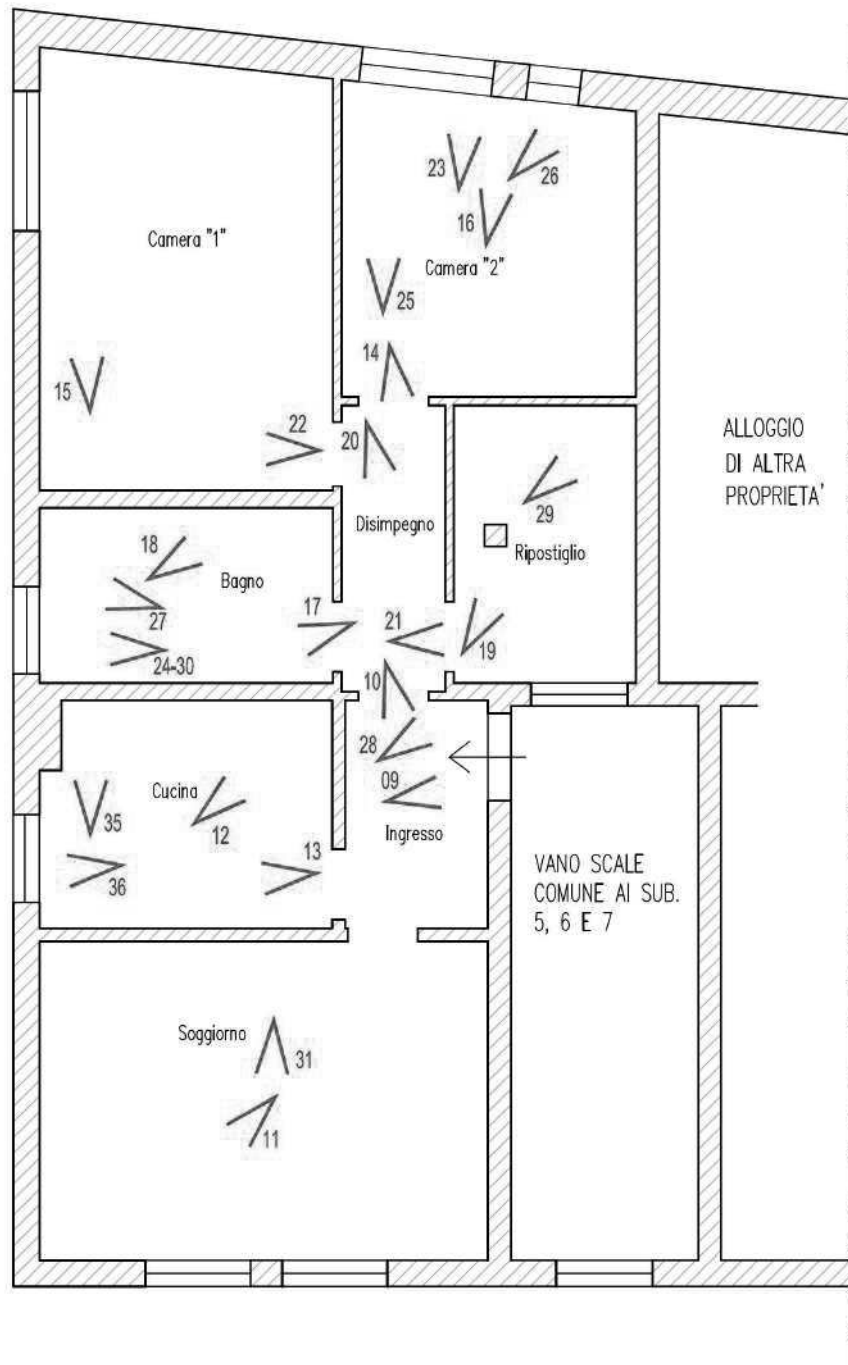 23
26
16
Camera "1"
Camera "2"
25
14
15
22
20
ALLOGGIO
DI ALTRA
PROPRIETA'
29
Disimpegno
Ripostiglio
18
Bagno
27
17
21
19
24-30
10
28
Cucina
09
35
12
Ingresso
13
36
VANO SCALE
COMUNE AI SUB.
5, 6 E 7
Soggiorno
31
11